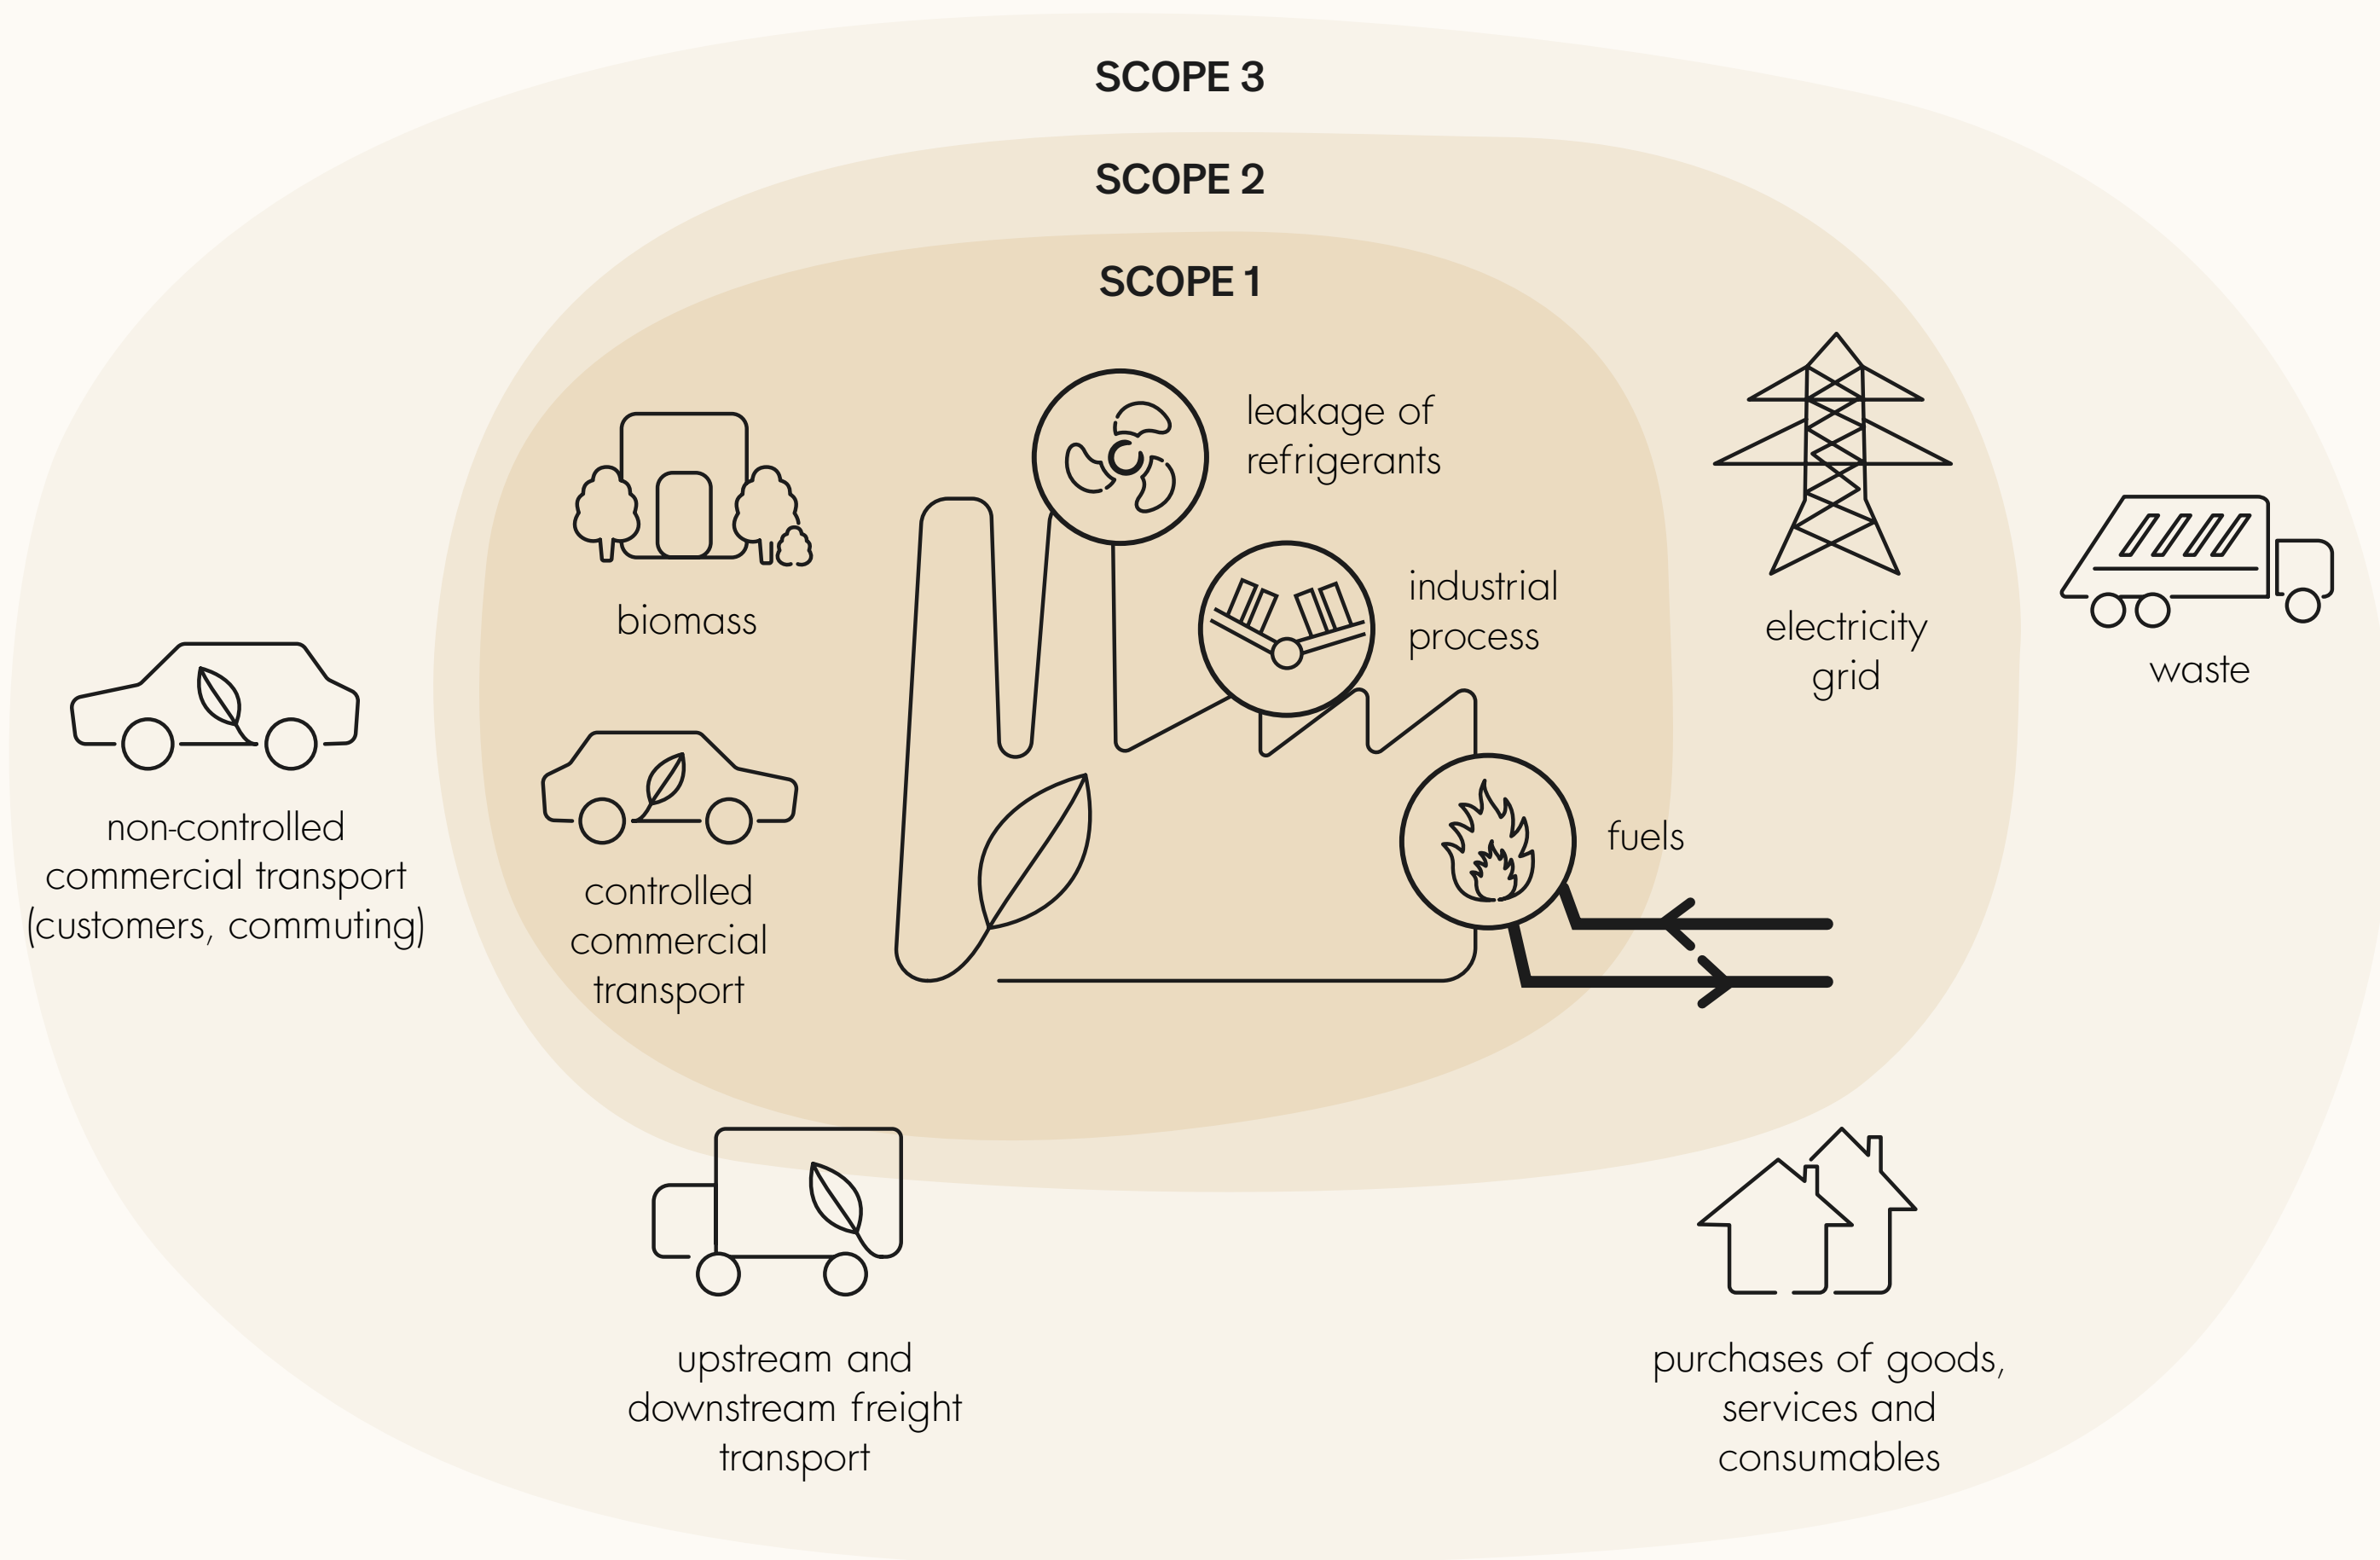 SCOPE 3
SCOPE 2
SCOPE 1
leakage of
refrigerants
industrial
process
biomass
electricity
grid
waste
non-controlled
commercial transport
(customers, commuting)
controlled
commercial
transport
fuels
upstream and
downstream freight
transport
purchases of goods,
services and
consumables